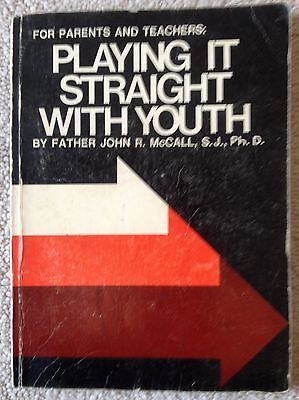 FOR PARENTS AND TEACHERS:
PLAYING IT
STRAIGHT
WITH YOUTH
BY FATHER JOHN R. McCALL, S.J., Ph.D.